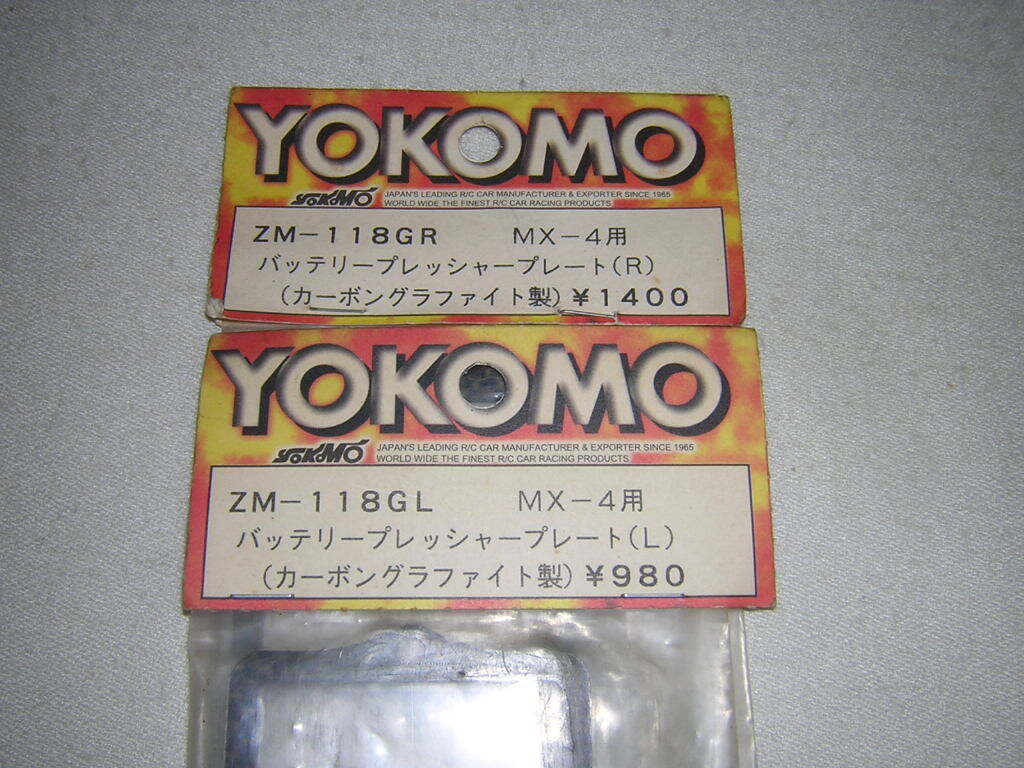 YOKOMO
YOKOMO JAPAN'S LEADING R/C CAR MANUFACTURER & EXPORTER SINCE 1965
WORLD WIDE THE FINEST R/C CAR RACING PRODUCTS
ZM-118GR MX-4用
バッテリープレッシャープレート(R)
(カーボングラファイト製) ¥1400
YOKOMO
YOKOMO JAPAN'S LEADING R/C CAR MANUFACTURER & EXPORTER SINCE 1965
WORLD WIDE THE FINEST R/C CAR RACING PRODUCTS
ZM-118GL MX-4用
バッテリープレッシャープレート(L)
(カーボングラファイト製) ¥980